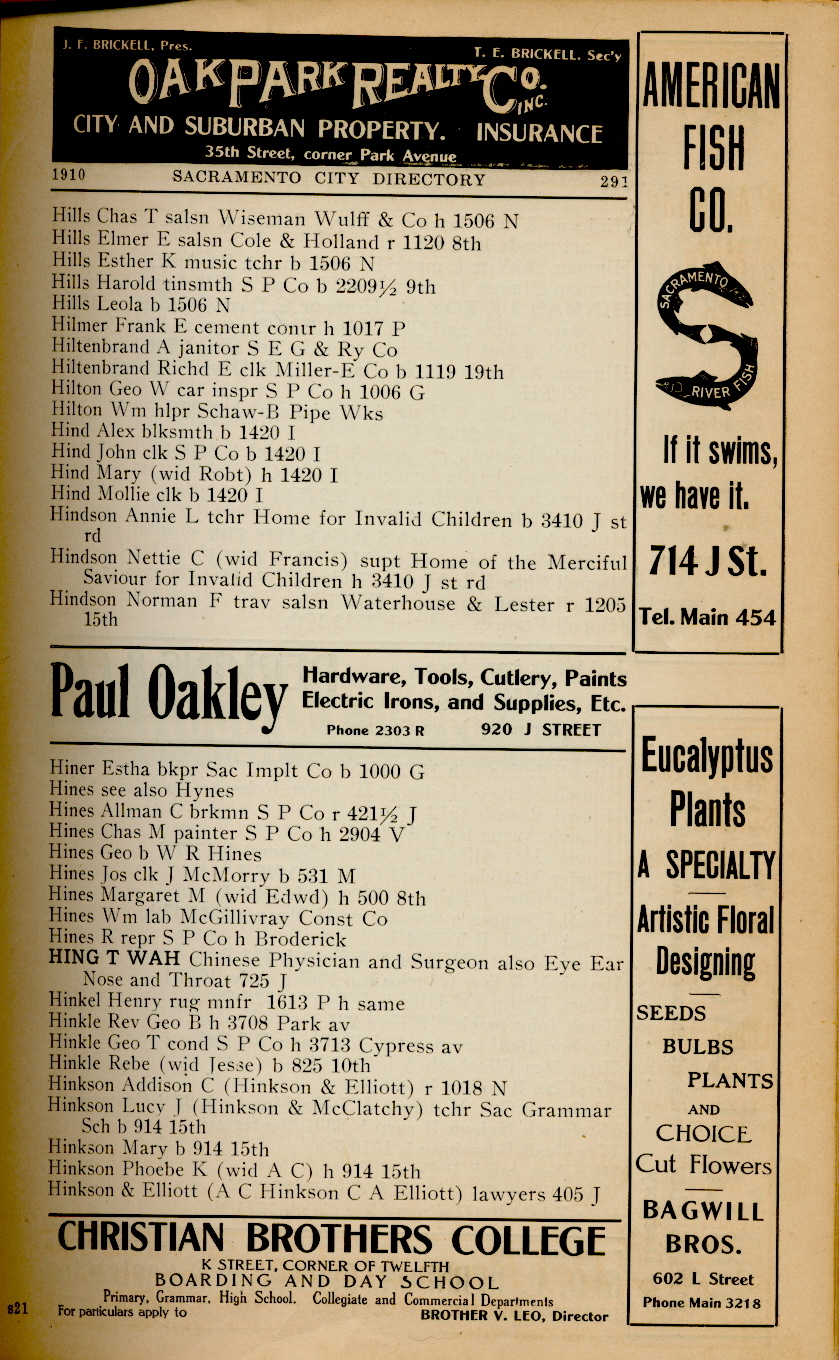 J. F. BRICKELL, Pres. T. E. BRICKELL. Sec'y
OAK PARK REALTY CO. INC.
CITY AND SUBURBAN PROPERTY. INSURANCE
35th Street, corner Park Avenue
1910 SACRAMENTO CITY DIRECTORY 291
Hills Chas T salsn Wiseman Wulff & Co h 1506 N
Hills Elmer E salsn Cole & Holland r 1120 8th
Hills Esther K music tchr b 1506 N
Hills Harold tinsmth S P Co b 2209½ 9th
Hills Leola b 1506 N
Hilmer Frank E cement contr h 1017 P
Hiltenbrand A janitor S E G & Ry Co
Hiltenbrand Richd E clk Miller-E Co b 1119 19th
Hilton Geo W car inspr S P Co h 1006 G
Hilton Wm hlpr Schaw-B Pipe Wks
Hind Alex blksmth b 1420 I
Hind John clk S P Co b 1420 I
Hind Mary (wid Robt) h 1420 I
Hind Mollie clk b 1420 I
Hindson Annie L tchr Home for Invalid Children b 3410 J st
rd
Hindson Nettie C (wid Francis) supt Home of the Merciful
Saviour for Invalid Children h 3410 J st rd
Hindson Norman F trav salsn Waterhouse & Lester r 1205
15th
Paul Oakley
Hardware, Tools, Cutlery, Paints
Electric Irons, and Supplies, Etc.
Phone 2303 R 920 J STREET
Hiner Estha bkpr Sac Implt Co b 1000 G
Hines see also Hynes
Hines Allman C brkmn S P Co r 421½ J
Hines Chas M painter S P Co h 2904 V
Hines Geo b W R Hines
Hines Jos clk J McMorry b 531 M
Hines Margaret M (wid Edwd) h 500 8th
Hines Wm lab McGillivray Const Co
Hines R repr S P Co h Broderick
HING T WAH Chinese Physician and Surgeon also Eye Ear
Nose and Throat 725 J
Hinkel Henry rug mnfr 1613 P h same
Hinkle Rev Geo B h 3708 Park av
Hinkle Geo T cond S P Co h 3713 Cypress av
Hinkle Rebe (wid Jesse) b 825 10th
Hinkson Addison C (Hinkson & Elliott) r 1018 N
Hinkson Lucy J (Hinkson & McClatchy) tchr Sac Grammar
Sch b 914 15th
Hinkson Mary b 914 15th
Hinkson Phoebe K (wid A C) h 914 15th
Hinkson & Elliott (A C Hinkson C A Elliott) lawyers 405 J
CHRISTIAN BROTHERS COLLEGE
K STREET, CORNER OF TWELFTH
BOARDING AND DAY SCHOOL
Primary, Grammar, High School. Collegiate and Commercial Departments
For particulars apply to BROTHER V. LEO, Director
s21
AMERICAN
FISH
CO.
SACRAMENTO
RIVER FISH
If it swims,
we have it.
714 J St.
Tel. Main 454
Eucalyptus
Plants
A SPECIALTY
Artistic Floral
Designing
SEEDS
BULBS
PLANTS
AND
CHOICE
Cut Flowers
BAGWILL
BROS.
602 L Street
Phone Main 3218